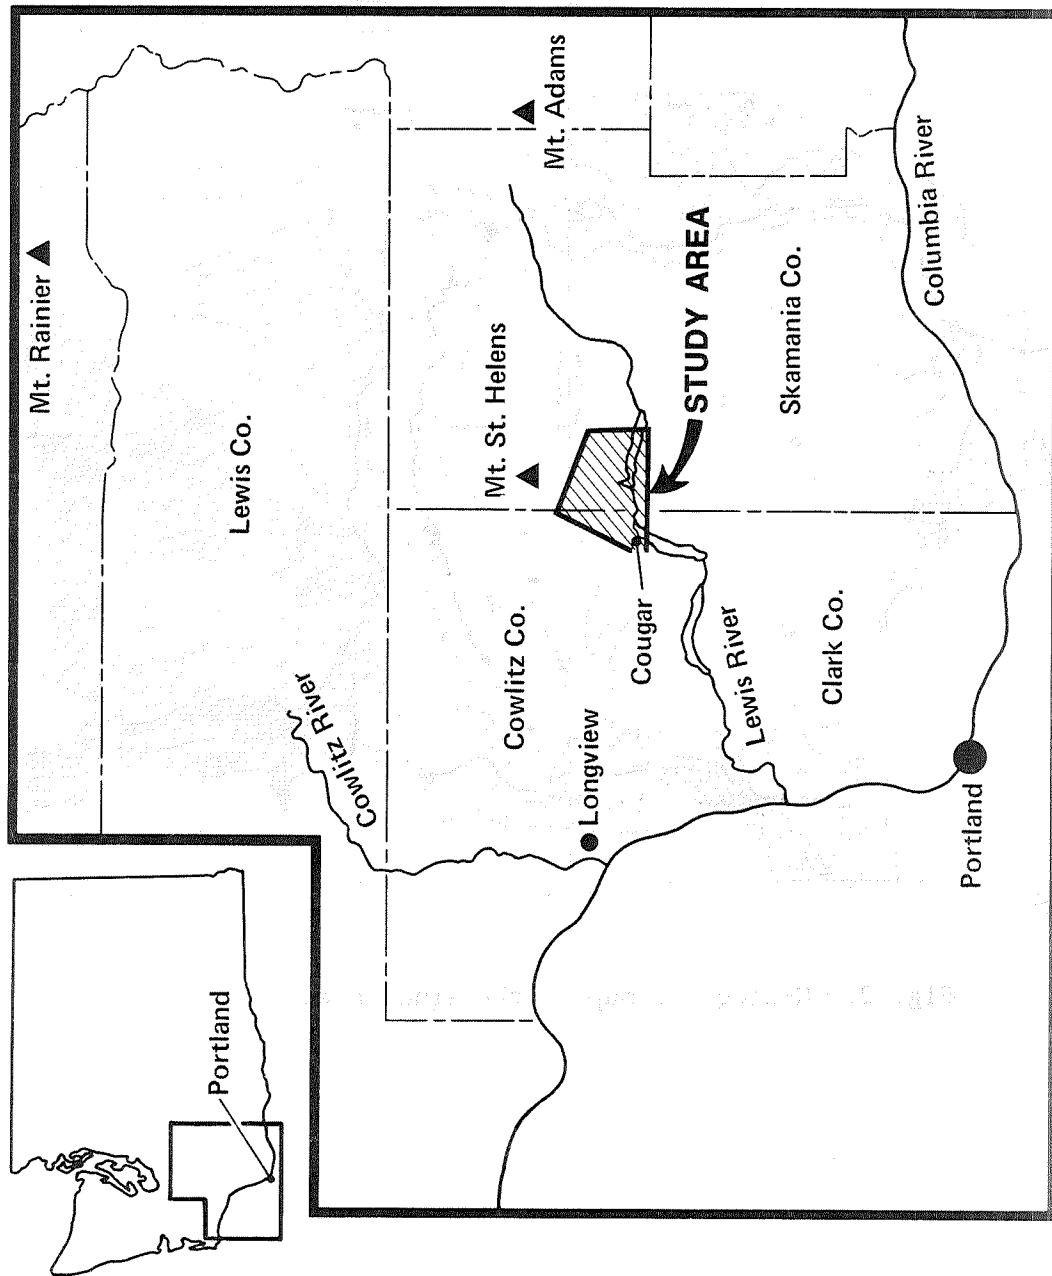 Mt. Rainier
Mt. Adams
Lewis Co.
Mt. St. Helens
STUDY AREA
Skamania Co.
Columbia River
Cowlitz River
Cowlitz Co.
Cougar
Longview
Lewis River
Clark Co.
Portland
Portland